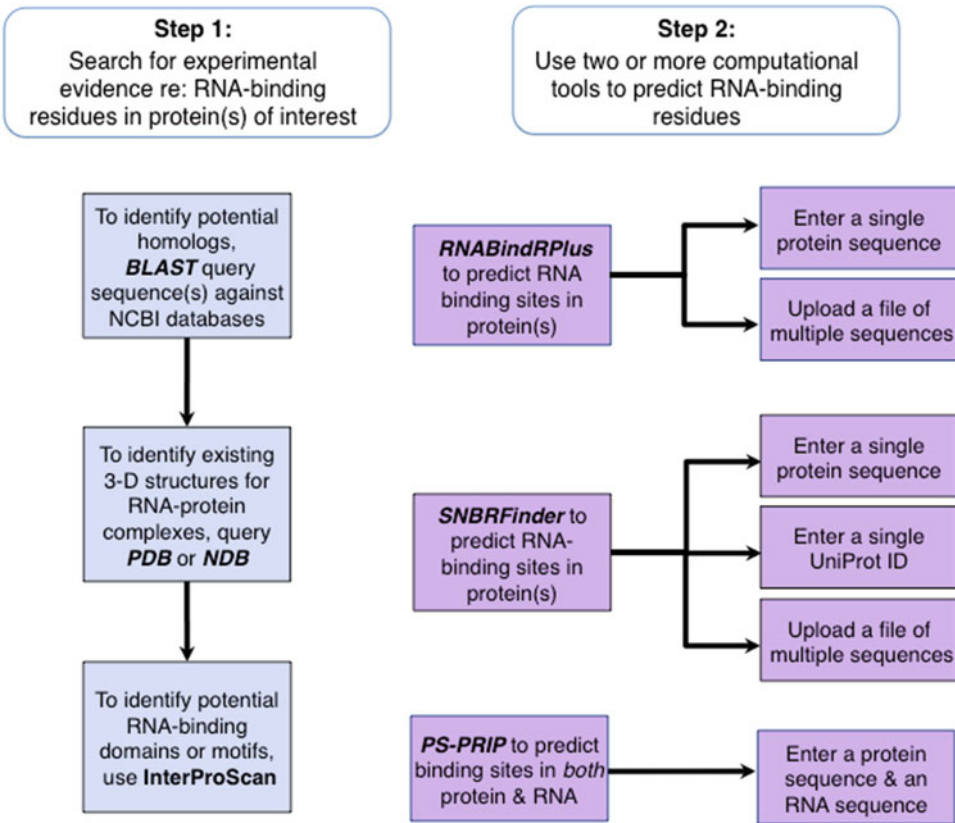 Step 1:
Search for experimental
evidence re: RNA-binding
residues in protein(s) of interest
Step 2:
Use two or more computational
tools to predict RNA-binding
residues
To identify potential
homologs,
BLAST query
sequence(s) against
NCBI databases
To identify existing
3-D structures for
RNA-protein
complexes, query
PDB or NDB
To identify potential
RNA-binding
domains or motifs,
use InterProScan
RNABindRPlus
to predict RNA
binding sites in
protein(s)
Enter a single
protein sequence
Upload a file of
multiple sequences
SNBRFinder to
predict RNA-
binding sites in
protein(s)
Enter a single
protein sequence
Enter a single
UniProt ID
Upload a file of
multiple sequences
PS-PRIP to predict
binding sites in both
protein & RNA
Enter a protein
sequence & an
RNA sequence